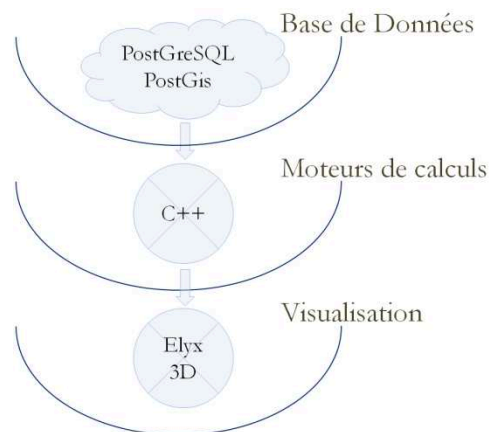 Base de Données
PostGreSQL
PostGis
Moteurs de calculs
C++
Visualisation
Elyx
3D